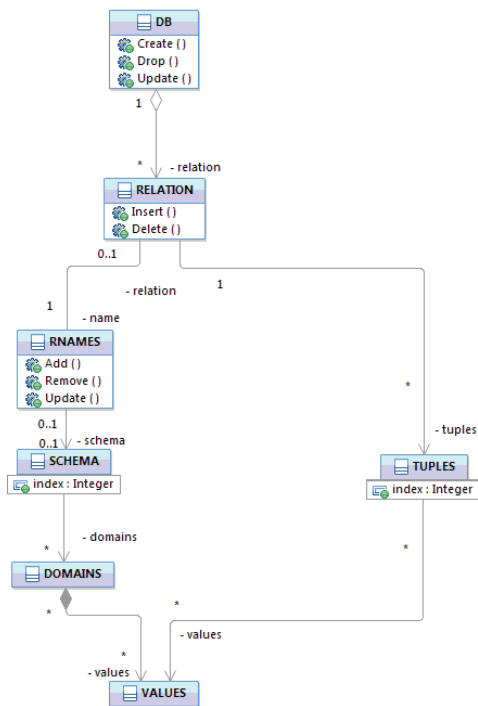 DB
Create ( )
Drop ( )
Update ( )
1
* - relation
RELATION
Insert ( )
Delete ( )
0..1
- relation
1
1
- name
RNAMES
Add ( )
Remove ( )
Update ( )
*
- tuples
0..1
0..1 - schema
SCHEMA
index : Integer
TUPLES
index : Integer
- domains
*
DOMAINS
*
*
*
- values
*
- values
VALUES